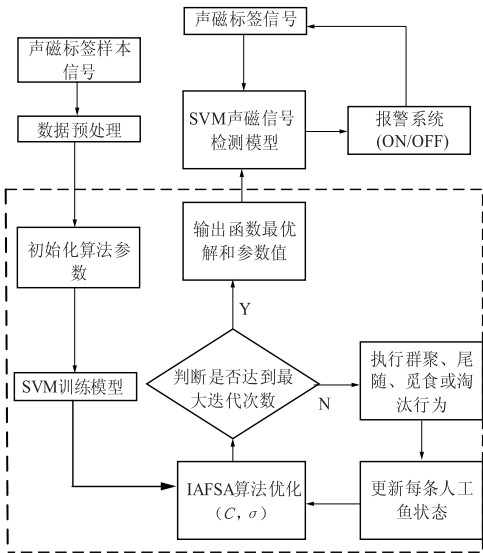 声磁标签信号
声磁标签样本
信号
数据预处理
SVM声磁信号
检测模型
报警系统
(ON/OFF)
初始化算法参
数
输出函数最优
解和参数值
Y
SVM训练模型
判断是否达到最
大迭代次数
N
执行群聚、尾
随、觅食或淘
汰行为
IAFSA算法优化
（C，σ）
更新每条人工
鱼状态